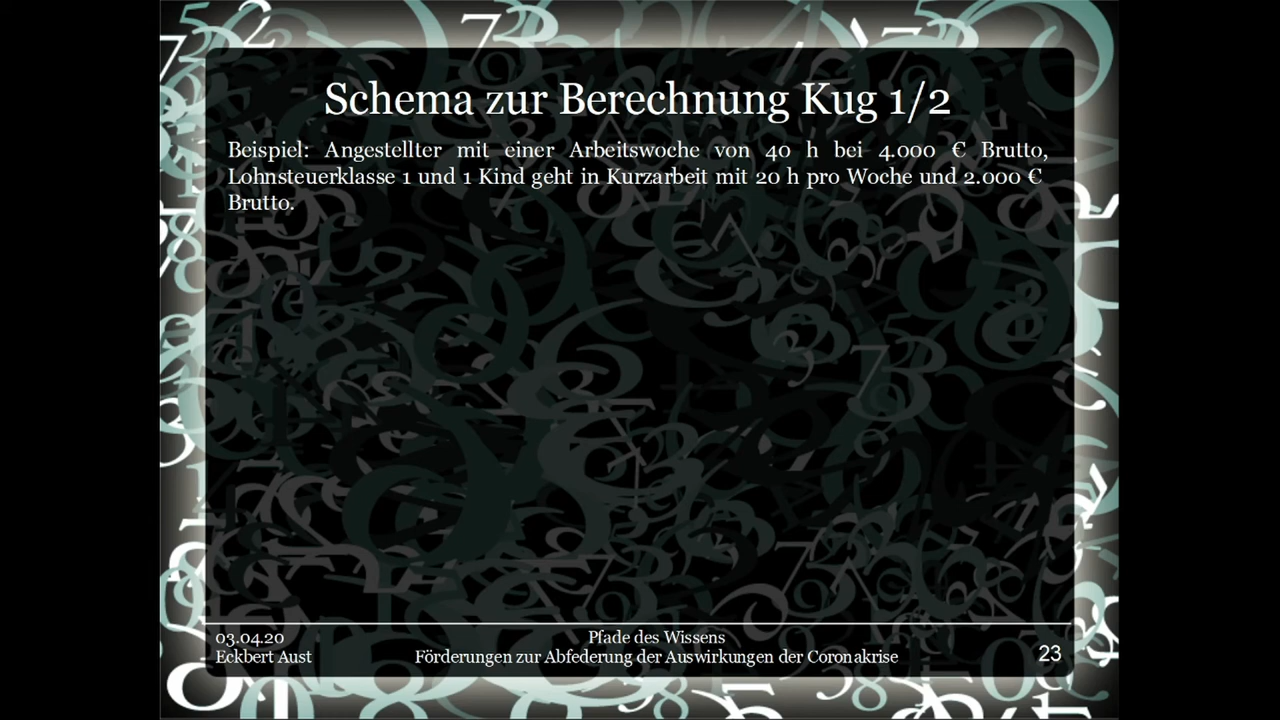 Schema zur Berechnung Kug 1/2
Beispiel: Angestellter mit einer Arbeitswoche von 40 h bei 4.000 € Brutto,
Lohnsteuerklasse 1 und 1 Kind geht in Kurzarbeit mit 20 h pro Woche und 2.000 €
Brutto.
03.04.20
Eckbert Aust
Pfade des Wissens
Förderungen zur Abfederung der Auswirkungen der Coronakrise
23